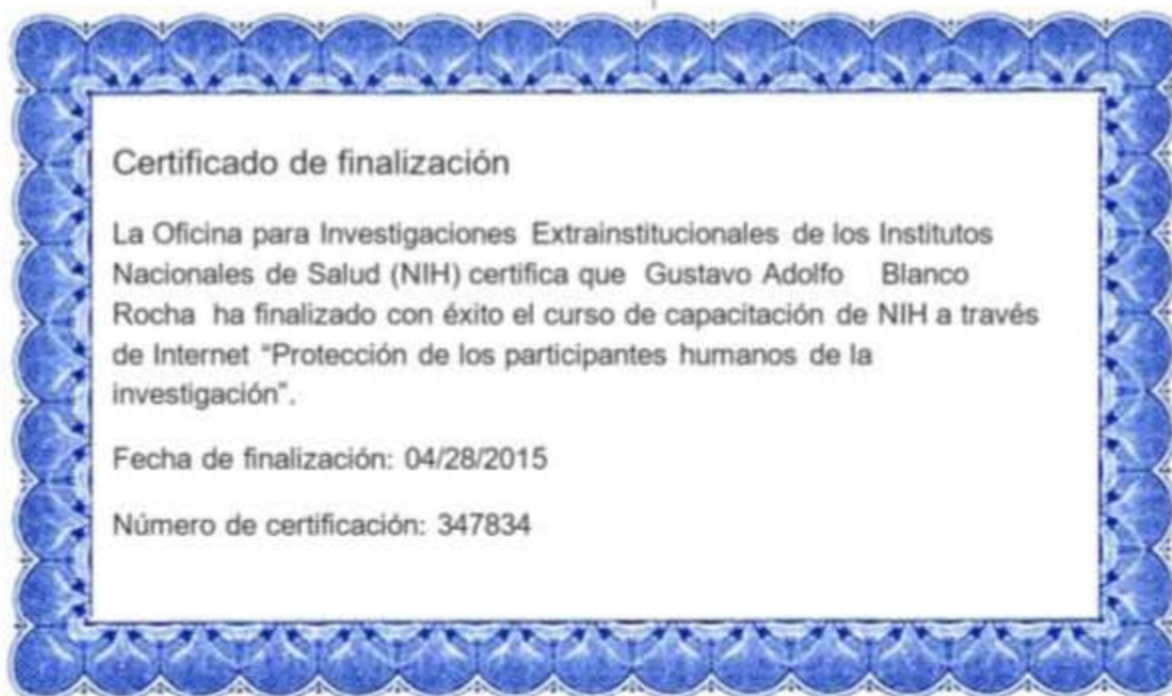 Certificado de finalización
La Oficina para Investigaciones Extrainstitucionales de los Institutos
Nacionales de Salud (NIH) certifica que Gustavo Adolfo Blanco
Rocha ha finalizado con éxito el curso de capacitación de NIH a través
de Internet “Protección de los participantes humanos de la
investigación”.
Fecha de finalización: 04/28/2015
Número de certificación: 347834